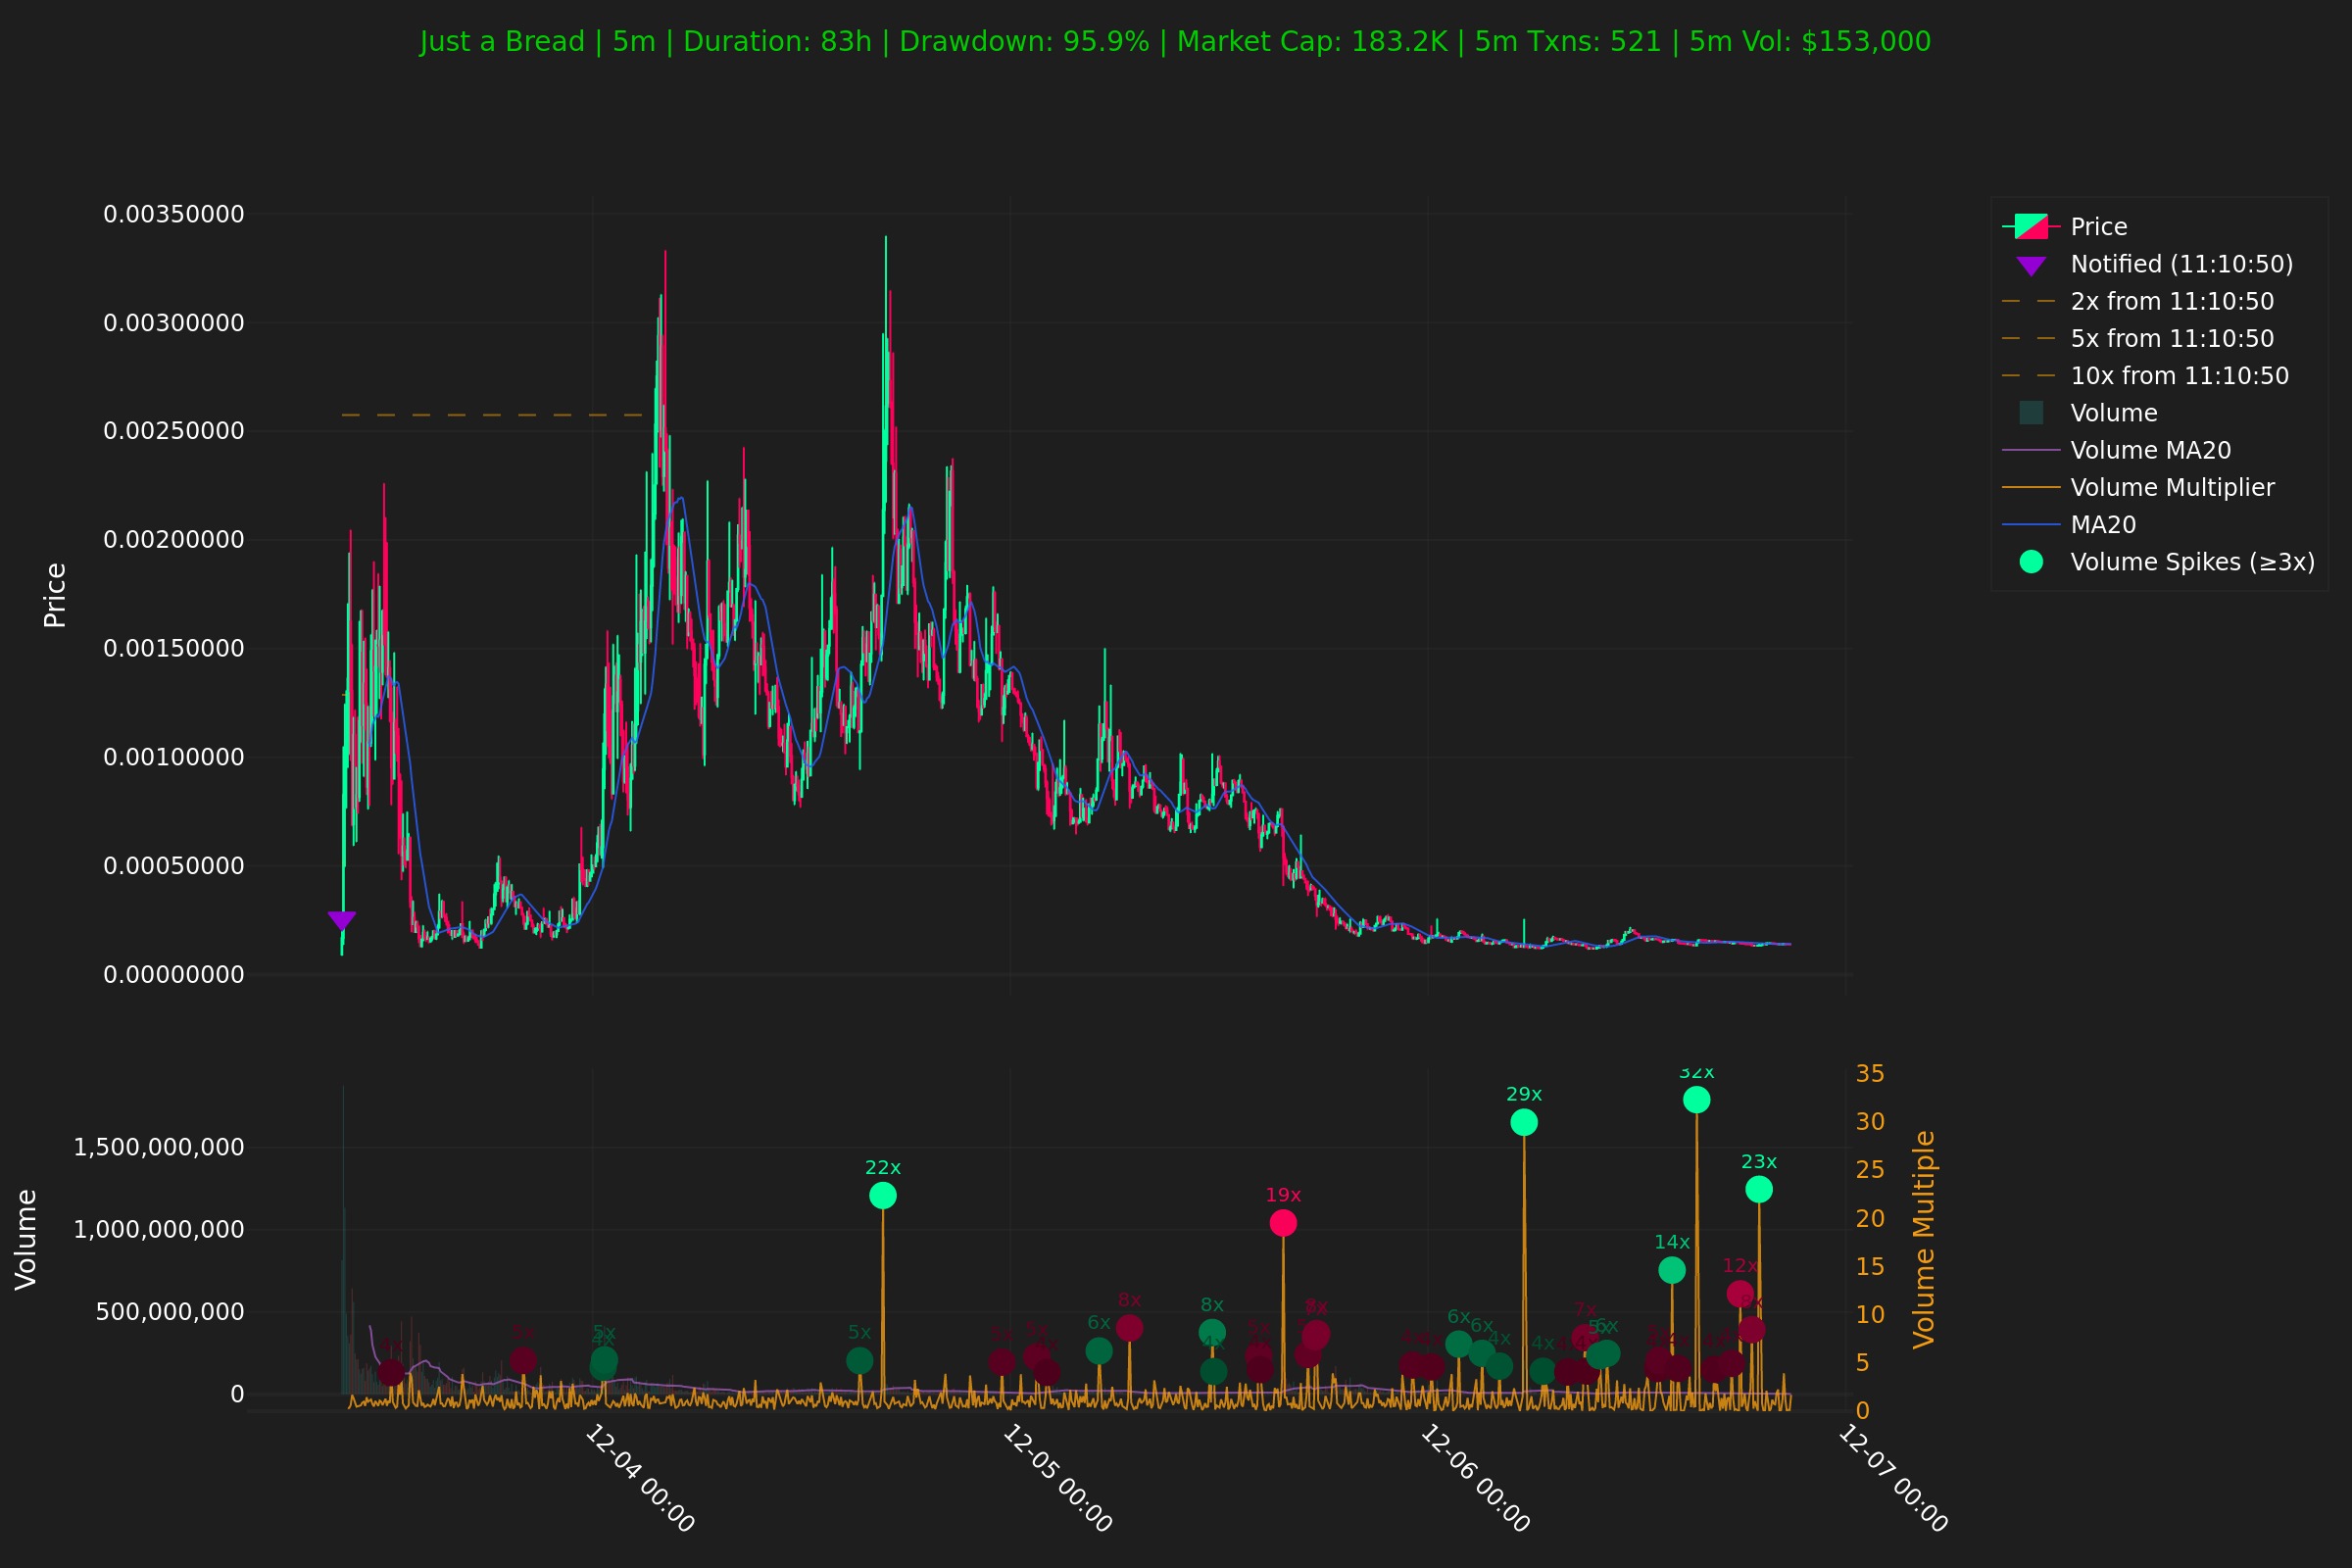 Just a Bread | 5m | Duration: 83h | Drawdown: 95.9% | Market Cap: 183.2K | 5m Txns: 521 | 5m Vol: $153,000
Price
0.00350000
0.00300000
0.00250000
0.00200000
0.00150000
0.00100000
0.00050000
0.00000000
Price
Notified (11:10:50)
2x from 11:10:50
5x from 11:10:50
10x from 11:10:50
Volume
Volume MA20
Volume Multiplier
MA20
Volume Spikes (≥3x)
Volume
1,500,000,000
1,000,000,000
500,000,000
0
5x
5x
5x
22x
6x
8x
8x
4x
19x
8x
6x
6x
4x
29x
4x
7x
5x
6x
14x
32x
12x
23x
35
30
25
20
15
10
5
0
Volume Multiple
12-04 00:00
12-05 00:00
12-06 00:00
12-07 00:00